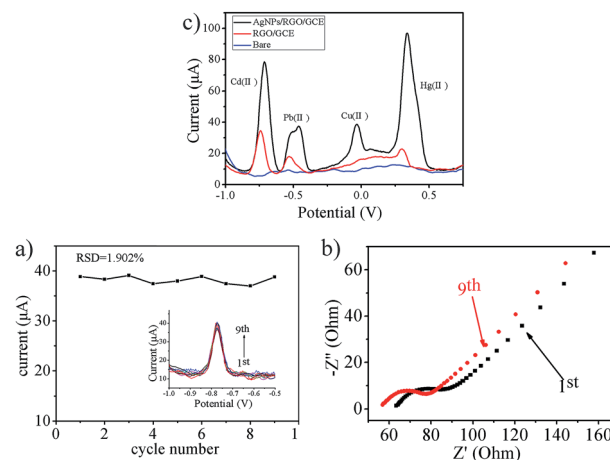 c)
AgNPs/RGO/GCE
RGO/GCE
Bare
Cd(II)
Pb(II)
Cu(II)
Hg(II)
Current (μA)
100
80
60
40
20
0
-1.0 -0.5 0.0 0.5
Potential (V)
a)
RSD=1.902%
current (μA)
50
40
30
20
10
0 2 4 6 8 1
cycle number
Current (μA)
40
30
20
10
0
9th
1st
-1.0 -0.9 -0.8 -0.7 -0.6 -0.5
Potential (V)
b)
9th
1st
-Z'' (Ohm)
60
40
20
0
60 80 100 120 140 160
Z' (Ohm)